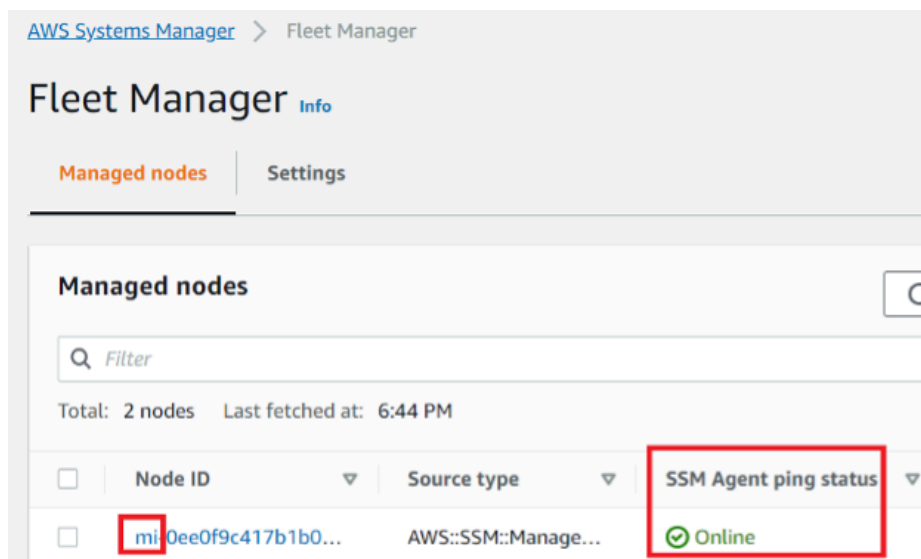 AWS Systems Manager > Fleet Manager
Fleet Manager Info
Managed nodes Settings
Managed nodes
Filter
Total: 2 nodes Last fetched at: 6:44 PM
Node ID Source type SSM Agent ping status
mi-0ee0f9c417b1b0... AWS::SSM::Manage... Online